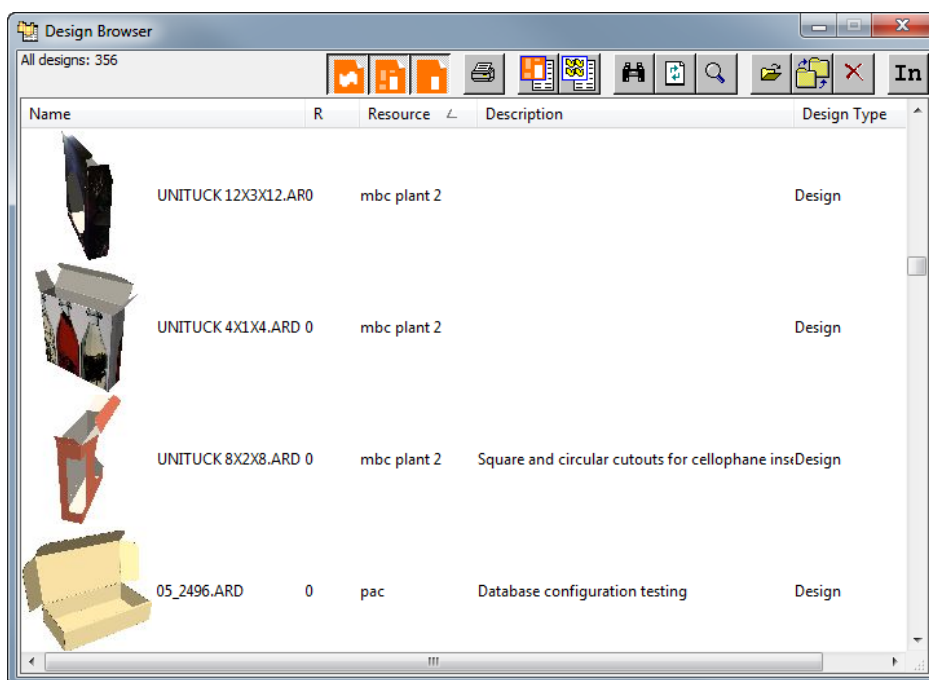 Design Browser
All designs: 356
In
Name R Resource Description Design Type
UNITUCK 12X3X12.AR0 mbc plant 2 Design
UNITUCK 4X1X4.ARD 0 mbc plant 2 Design
UNITUCK 8X2X8.ARD 0 mbc plant 2 Square and circular cutouts for cellophane inseDesign
05_2496.ARD 0 pac Database configuration testing Design